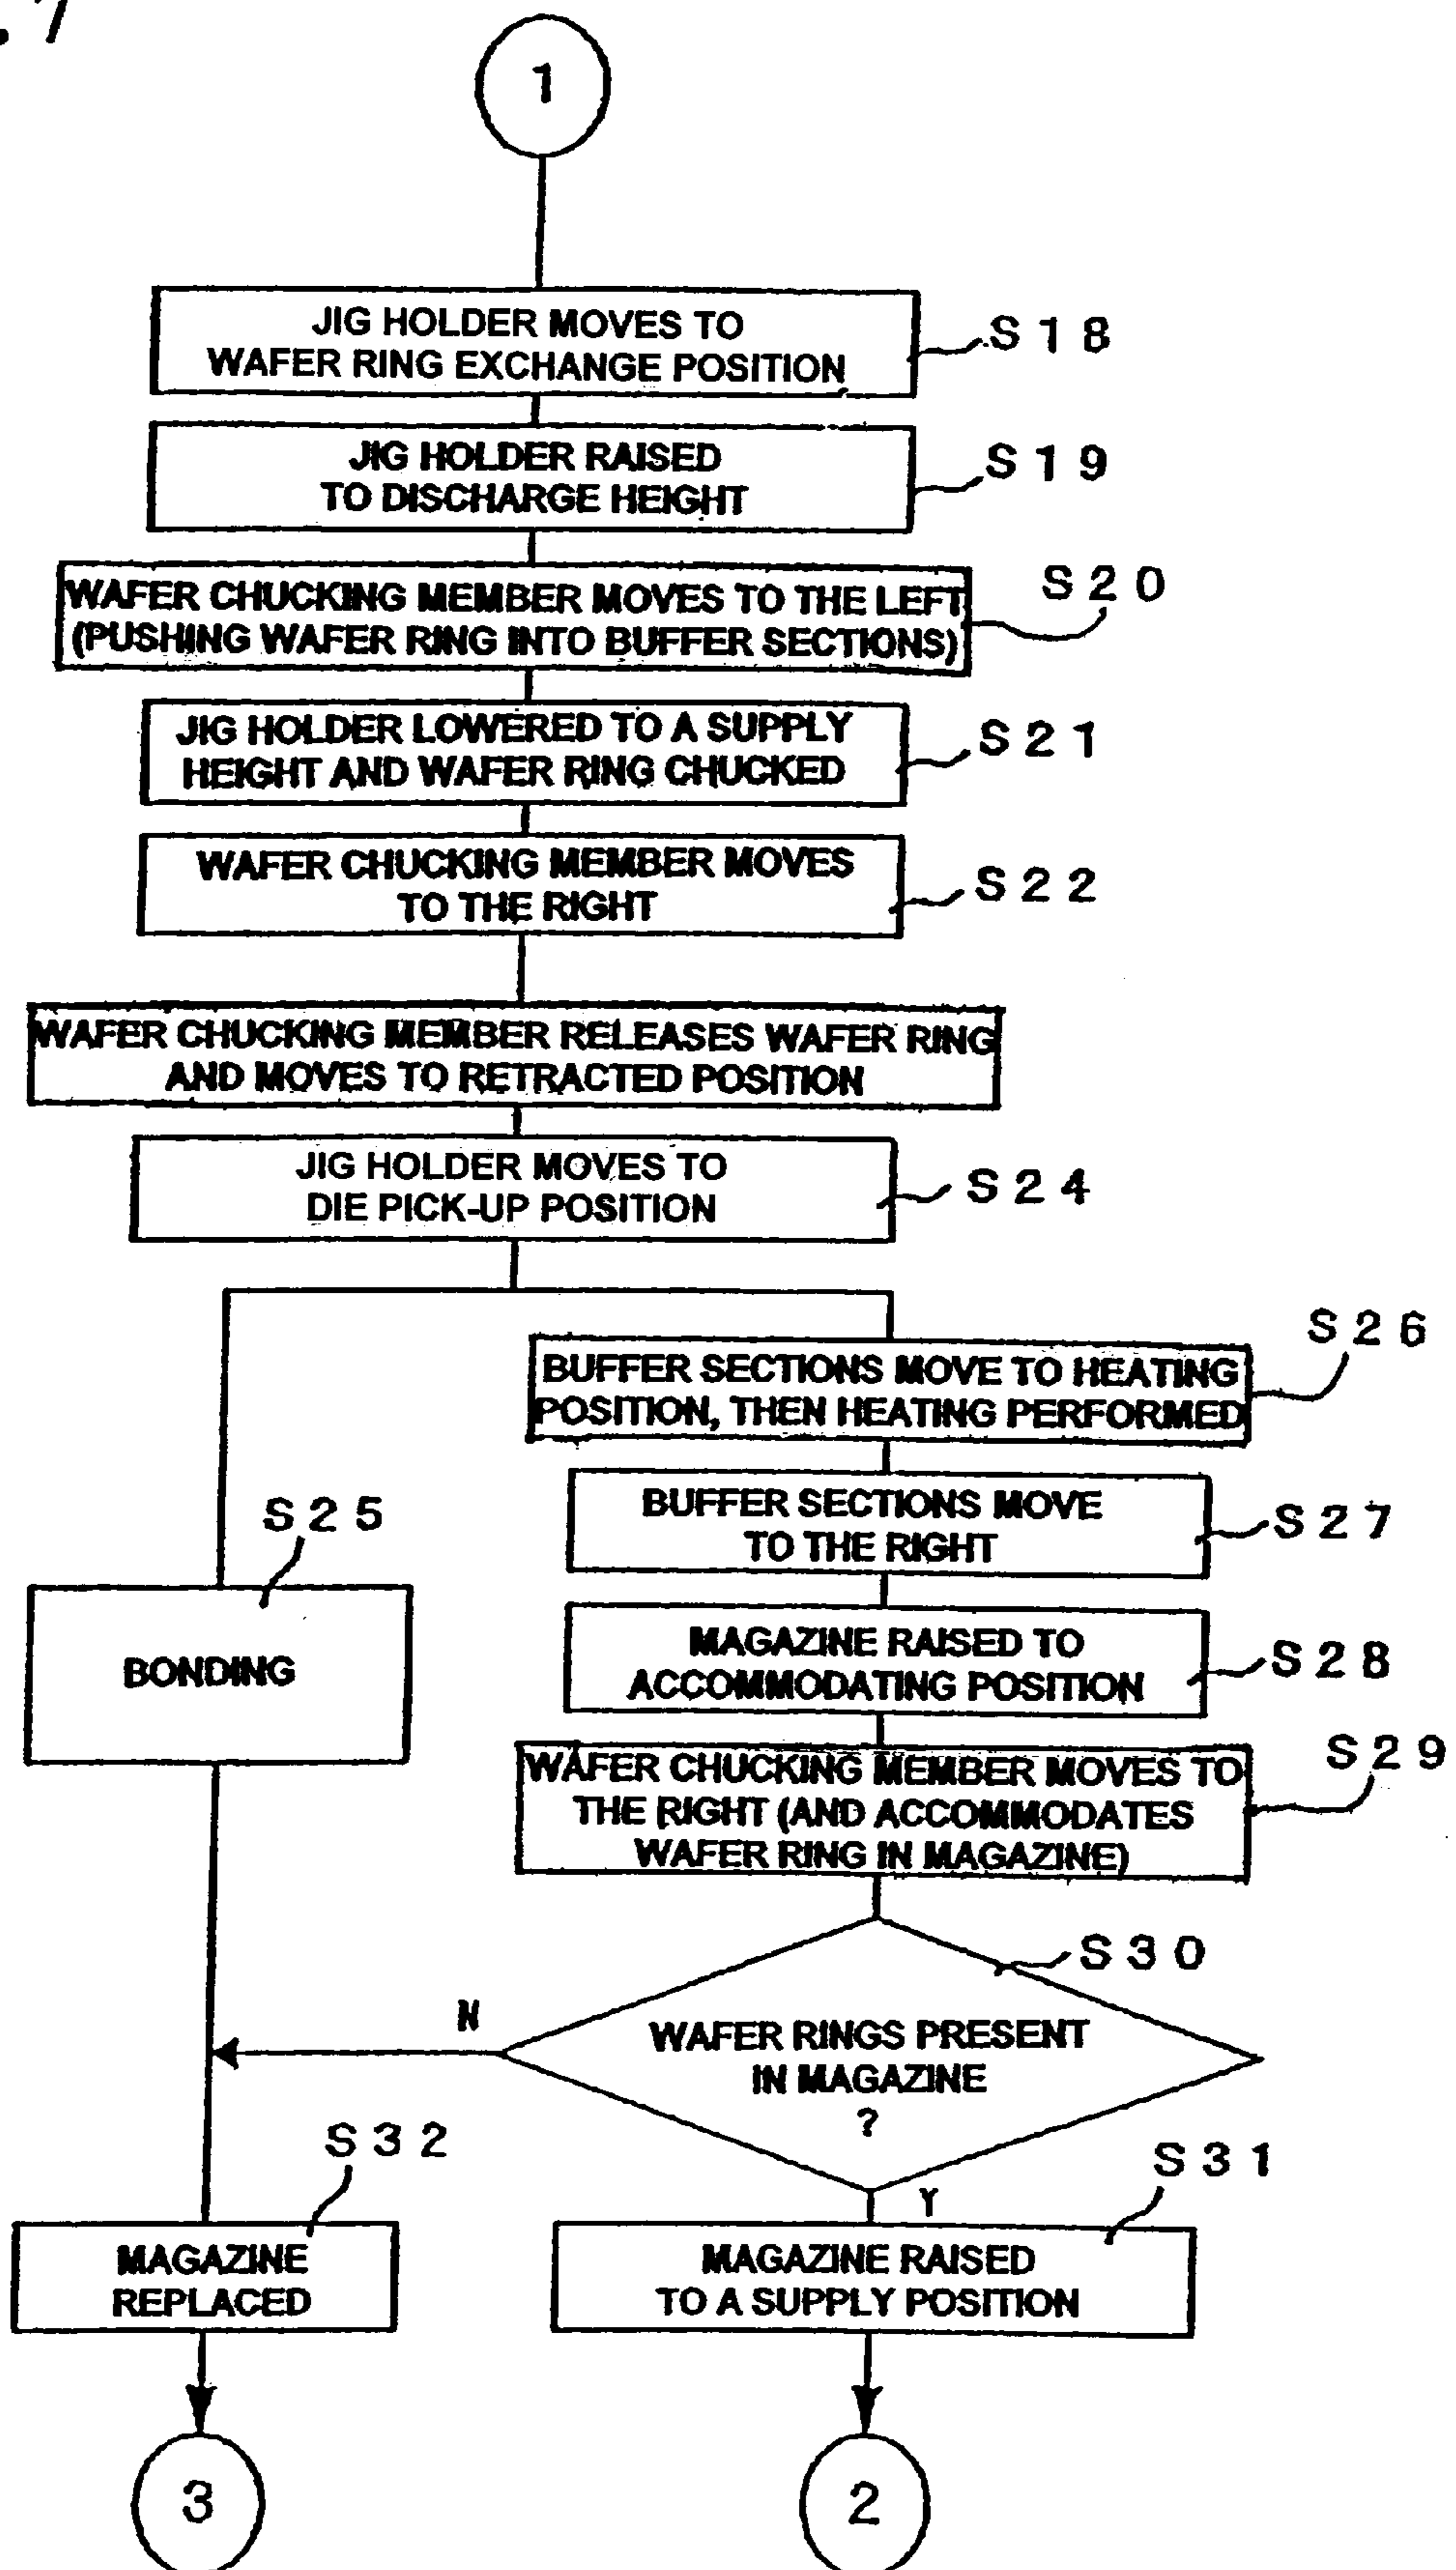 . 7
1
JIG HOLDER MOVES TO
WAFER RING EXCHANGE POSITION
S18
JIG HOLDER RAISED
TO DISCHARGE HEIGHT
S19
WAFER CHUCKING MEMBER MOVES TO THE LEFT
(PUSHING WAFER RING INTO BUFFER SECTIONS)
S20
JIG HOLDER LOWERED TO A SUPPLY
HEIGHT AND WAFER RING CHUCKED
S21
WAFER CHUCKING MEMBER MOVES
TO THE RIGHT
S22
WAFER CHUCKING MEMBER RELEASES WAFER RING
AND MOVES TO RETRACTED POSITION
JIG HOLDER MOVES TO
DIE PICK-UP POSITION
S24
S26
BUFFER SECTIONS MOVE TO HEATING
POSITION, THEN HEATING PERFORMED
BUFFER SECTIONS MOVE
TO THE RIGHT
S27
S25
BONDING
MAGAZINE RAISED TO
ACCOMMODATING POSITION
S28
S29
WAFER CHUCKING MEMBER MOVES TO
THE RIGHT (AND ACCOMMODATES
WAFER RING IN MAGAZINE)
S30
WAFER RINGS PRESENT
IN MAGAZINE
?
N
Y
S32
MAGAZINE
REPLACED
S31
MAGAZINE RAISED
TO A SUPPLY POSITION
3
2